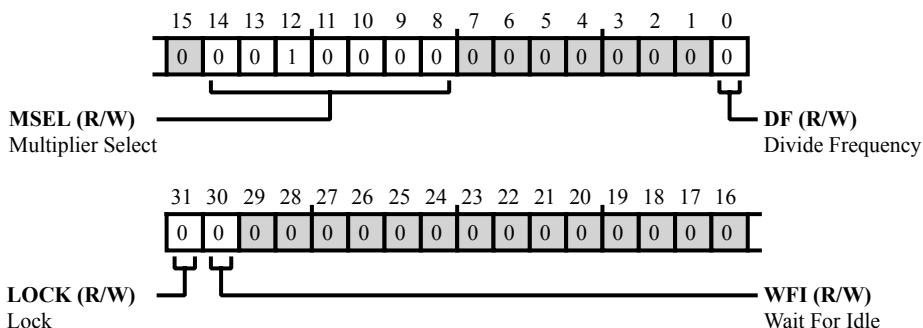 15 14 13 12 11 10 9 8 7 6 5 4 3 2 1 0
0 0 0 1 0 0 0 0 0 0 0 0 0 0 0 0
MSEL (R/W) DF (R/W)
Multiplier Select Divide Frequency
31 30 29 28 27 26 25 24 23 22 21 20 19 18 17 16
0 0 0 0 0 0 0 0 0 0 0 0 0 0 0 0
LOCK (R/W) WFI (R/W)
Lock Wait For Idle